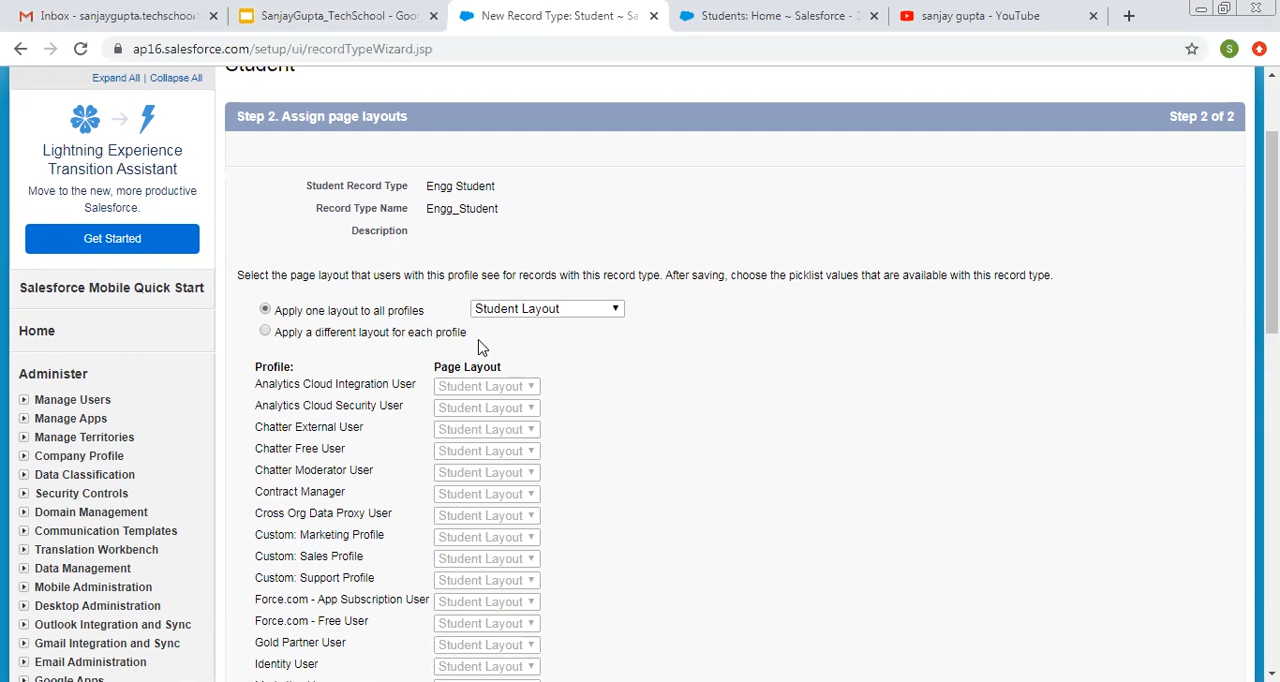 Inbox - sanjaygupta.techschool
SanjayGupta_TechSchool - Goo
New Record Type: Student ~ Sa
Students: Home ~ Salesforce - D
sanjay gupta - YouTube
ap16.salesforce.com/setup/ui/recordTypeWizard.jsp
S
Expand All | Collapse All
Student
Lightning Experience
Transition Assistant
Move to the new, more productive
Salesforce.
Get Started
Salesforce Mobile Quick Start
Home
Administer
Manage Users
Manage Apps
Manage Territories
Company Profile
Data Classification
Security Controls
Domain Management
Communication Templates
Translation Workbench
Data Management
Mobile Administration
Desktop Administration
Outlook Integration and Sync
Gmail Integration and Sync
Email Administration
Google Apps
Step 2. Assign page layouts
Step 2 of 2
Student Record Type Engg Student
Record Type Name Engg_Student
Description
Select the page layout that users with this profile see for records with this record type. After saving, choose the picklist values that are available with this record type.
Apply one layout to all profiles Student Layout
Apply a different layout for each profile
Profile: Page Layout
Analytics Cloud Integration User Student Layout
Analytics Cloud Security User Student Layout
Chatter External User Student Layout
Chatter Free User Student Layout
Chatter Moderator User Student Layout
Contract Manager Student Layout
Cross Org Data Proxy User Student Layout
Custom: Marketing Profile Student Layout
Custom: Sales Profile Student Layout
Custom: Support Profile Student Layout
Force.com - App Subscription User Student Layout
Force.com - Free User Student Layout
Gold Partner User Student Layout
Identity User Student Layout